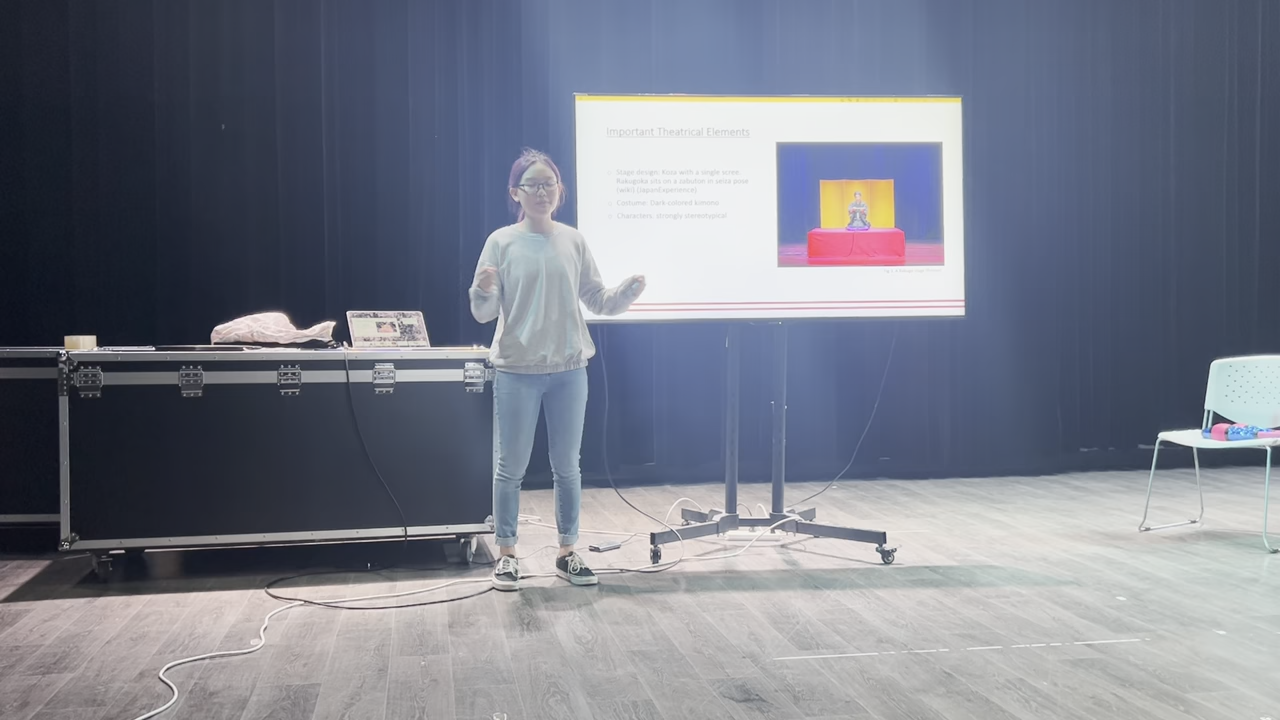 Important Theatrical Elements
Stage design: Koza with a single screen.
Rakugoka sits on a zabuton in seiza pose
(wiki) (JapanExperience)
Costume: Dark colored kimono.
Characters: strongly stereotypical